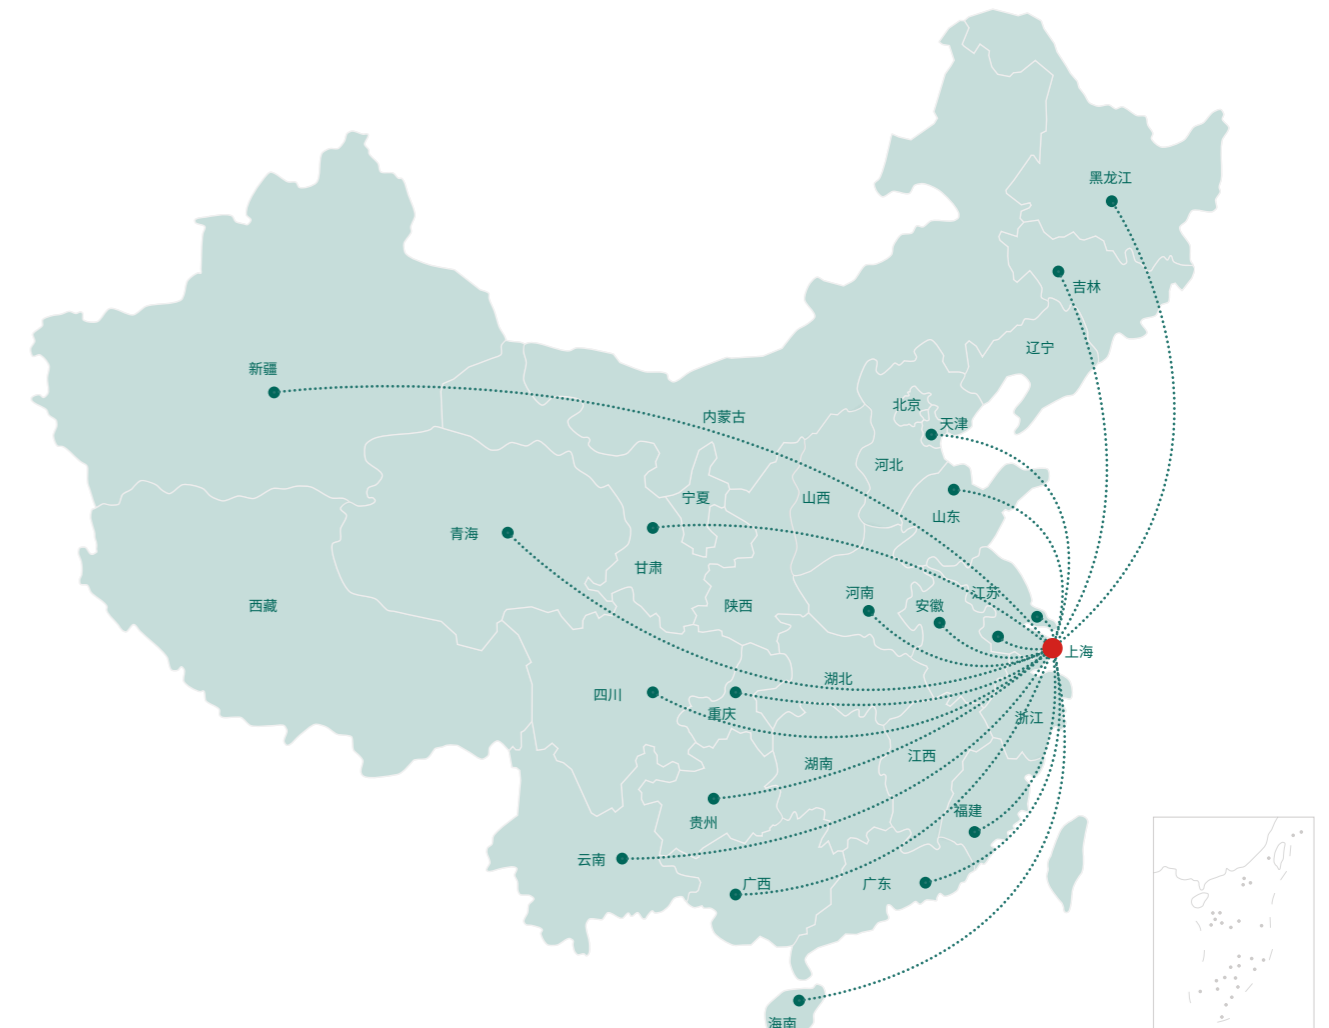 黑龙江
吉林
辽宁
新疆
北京
内蒙古
天津
河北
宁夏
山西
山东
青海
甘肃
河南
江苏
西藏
陕西
安徽
上海
湖北
四川
重庆
浙江
江西
湖南
福建
贵州
云南
广西
广东
海南